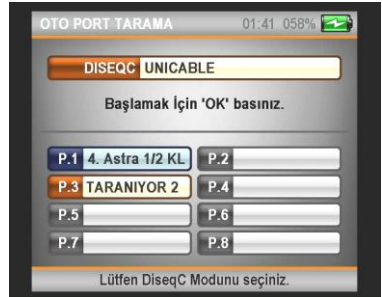 OTO PORT TARAMA 01:41 058%
DISEQC UNICABLE
Başlamak İçin 'OK' basınız.
P.1 4. Astra 1/2 KL P.2
P.3 TARANIYOR 2 P.4
P.5 P.6
P.7 P.8
Lütfen DiseqC Modunu seçiniz.